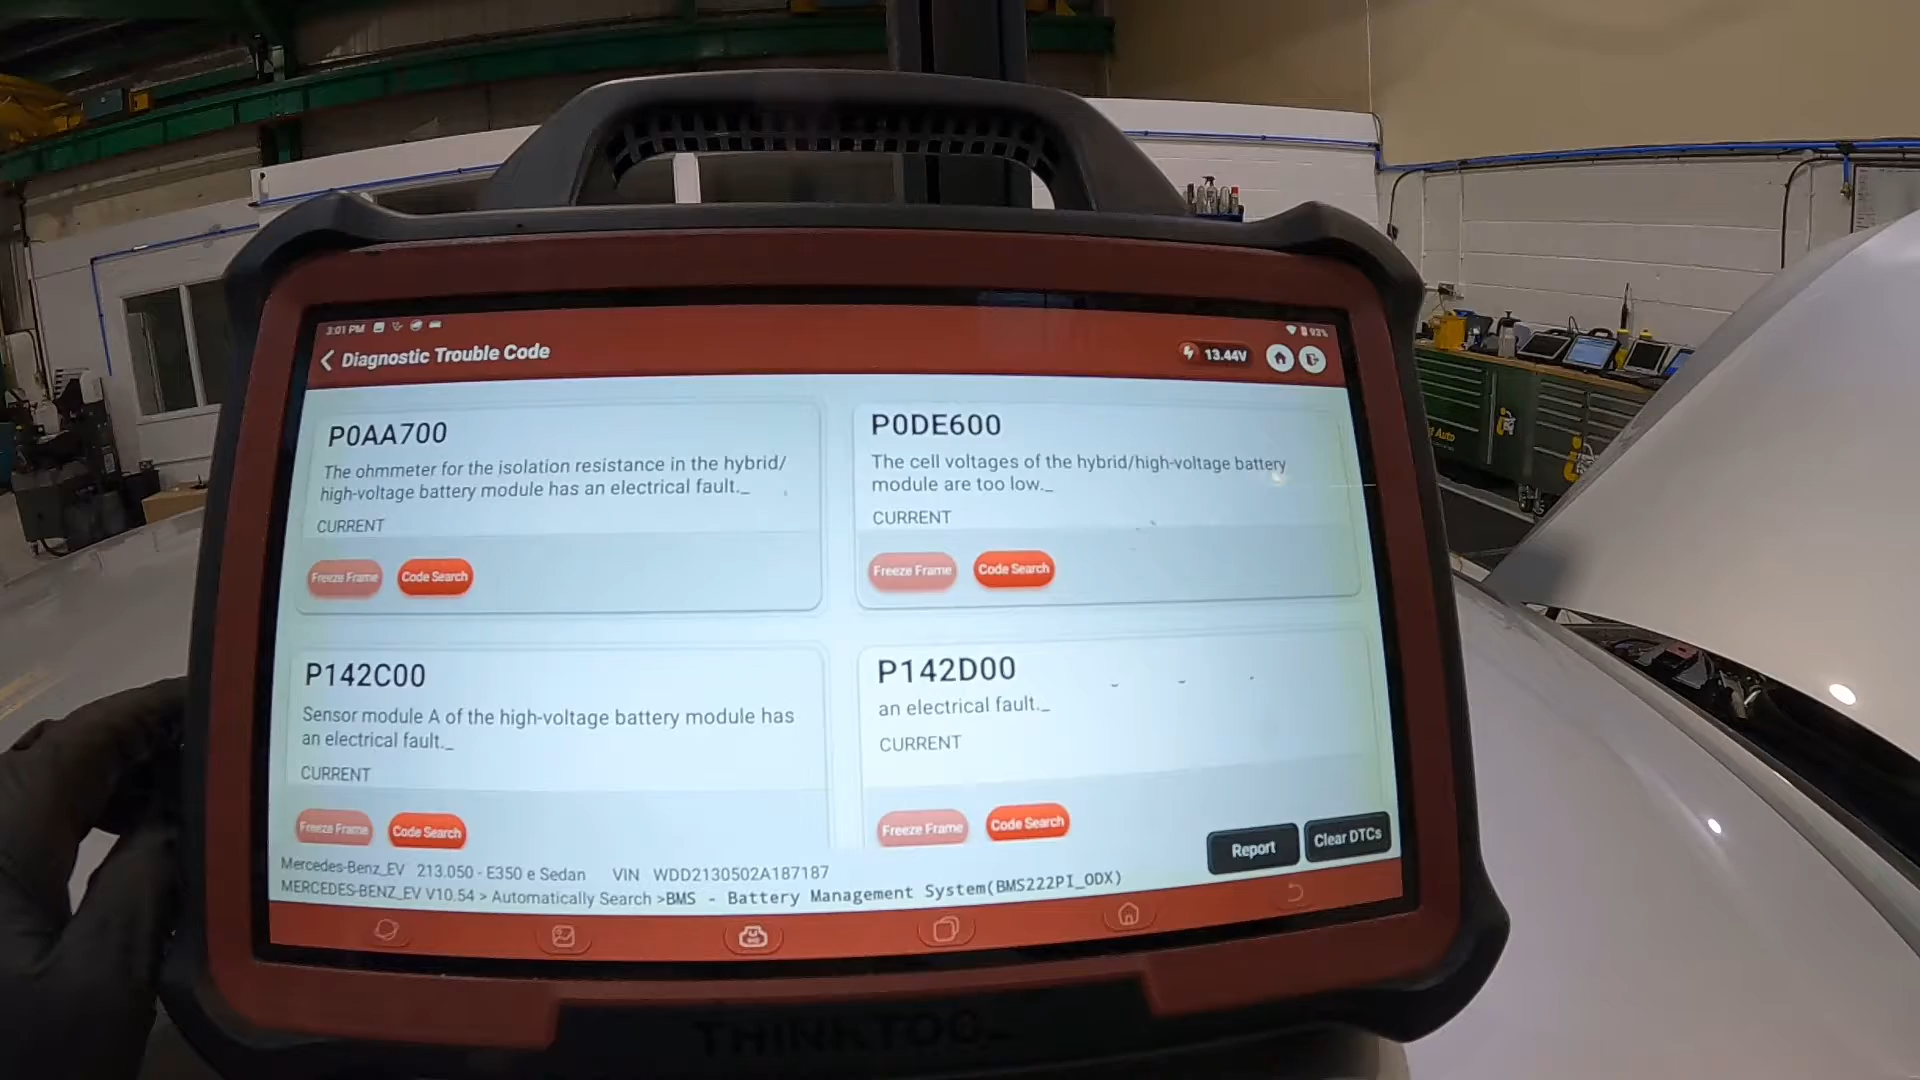 3:01 PM
93%
Diagnostic Trouble Code
13.44V
P0AA700
The ohmmeter for the isolation resistance in the hybrid/
high-voltage battery module has an electrical fault._
CURRENT
Freeze Frame
Code Search
P0DE600
The cell voltages of the hybrid/high-voltage battery
module are too low._
CURRENT
Freeze Frame
Code Search
P142C00
Sensor module A of the high-voltage battery module has
an electrical fault._
CURRENT
Freeze Frame
Code Search
P142D00
an electrical fault._
CURRENT
Freeze Frame
Code Search
Report
Clear DTCs
Mercedes-Benz_EV 213.050 - E350 e Sedan VIN WDD2130502A187187
MERCEDES-BENZ_EV V10.54 > Automatically Search >BMS - Battery Management System(BMS222PI_ODX)
THINKTOOL
Auto